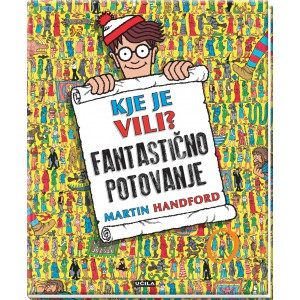 KJE JE
VILI?
FANTASTIČNO
POTOVANJE
MARTIN HANDFORD
UČILA